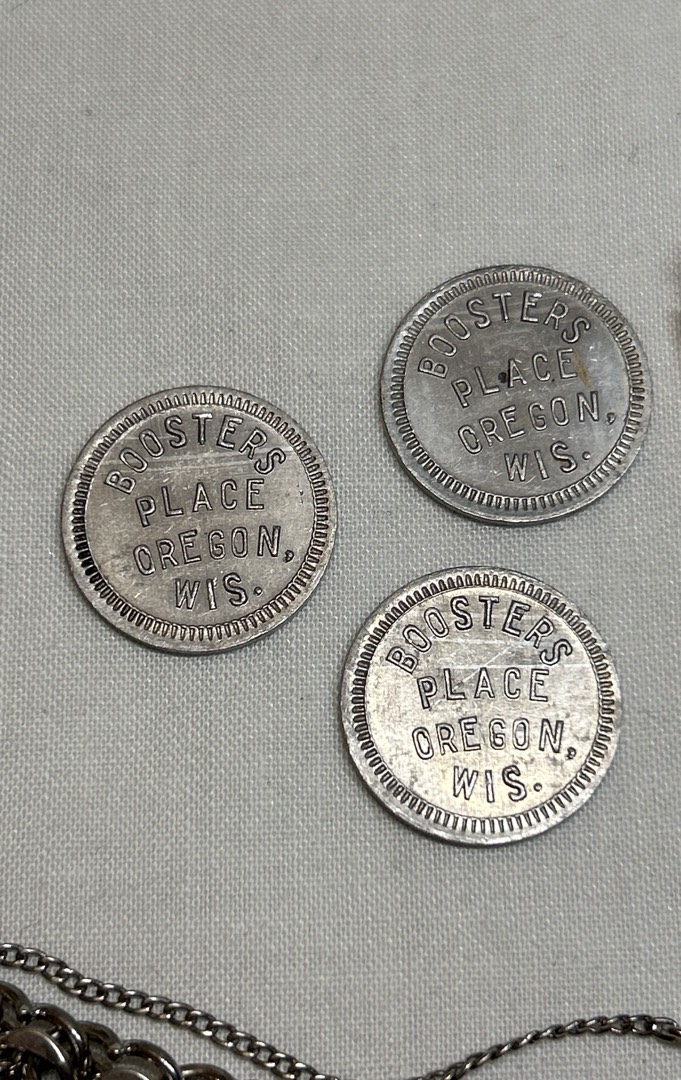 BOOSTERS
PLACE
OREGON,
WIS.
BOOSTERS
PLACE
OREGON,
WIS.
BOOSTERS
PLACE
OREGON,
WIS.